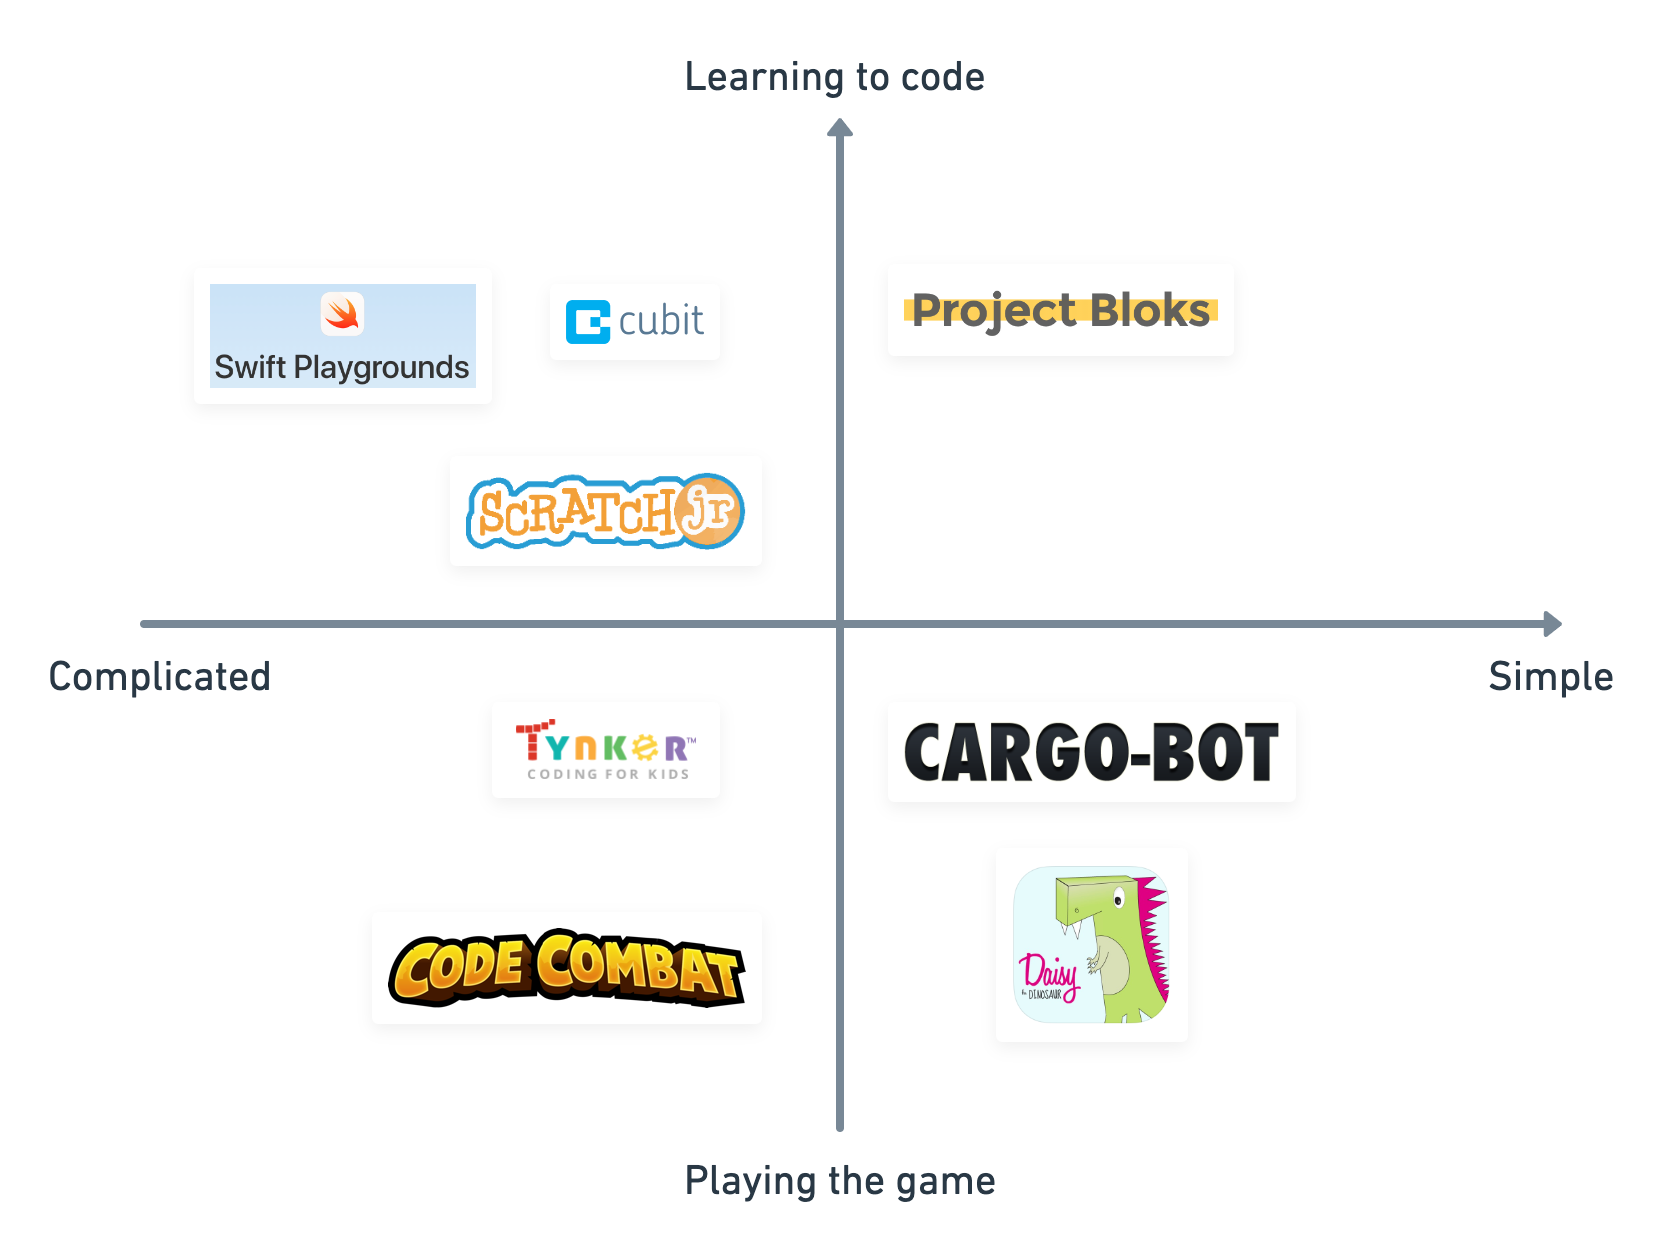 Learning to code
Swift Playgrounds
cubit
Project Bloks
SCRATCH jr
Complicated
Simple
TYNKER™
CODING FOR KIDS
CARGO-BOT
CODE COMBAT
Daisy
the DINOSAUR
Playing the game